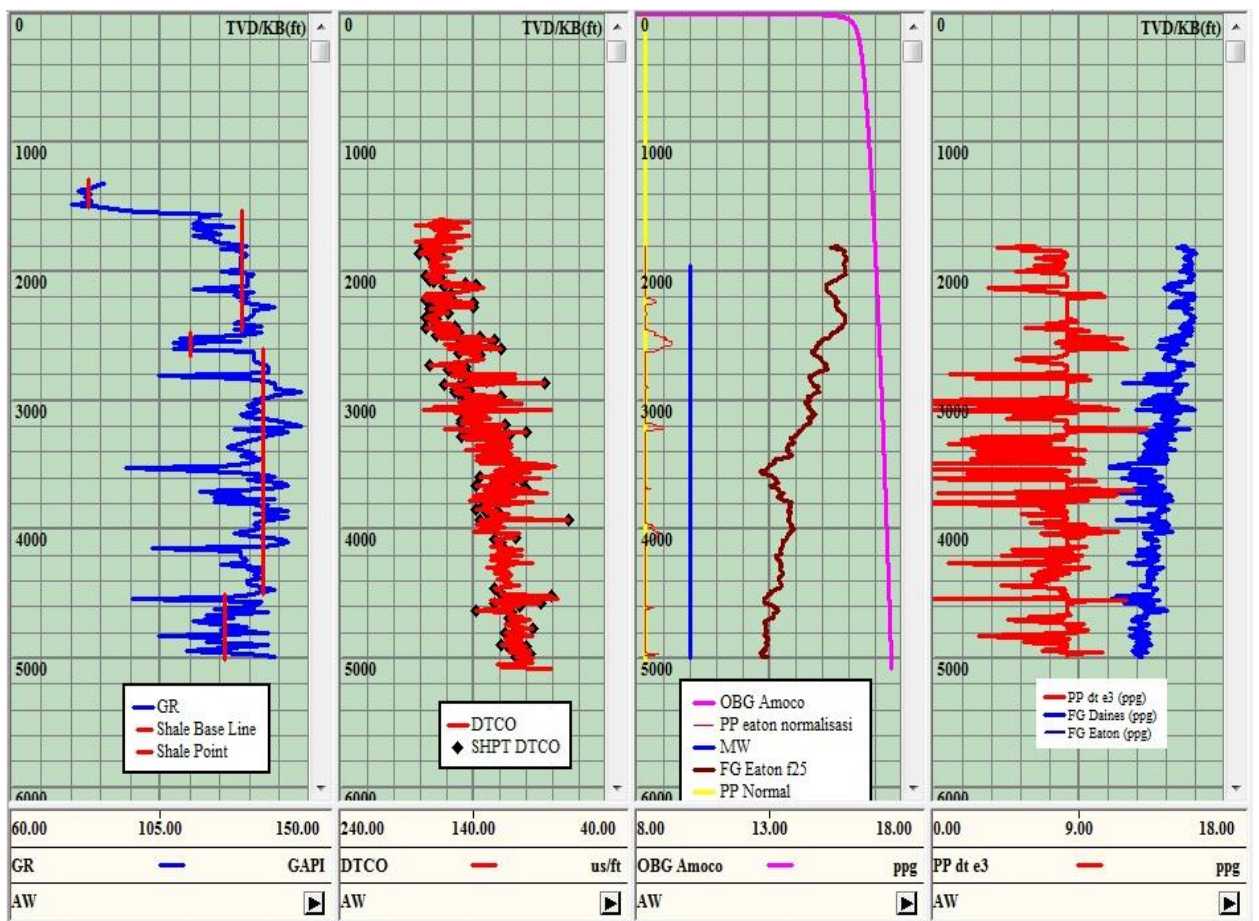 0 TVD/KB(ft)
1000
2000
3000
4000
5000
6000
GR
Shale Base Line
Shale Point
60.00 105.00 150.00
GR GAPI
AW
0 TVD/KB(ft)
1000
2000
3000
4000
5000
6000
DTCO
SHPT DTCO
240.00 140.00 40.00
DTCO us/ft
AW
0
1000
2000
3000
4000
5000
6000
OBG Amoco
PP eaton normalisasi
MW
FG Eaton f25
PP Normal
8.00 13.00 18.00
OBG Amoco ppg
AW
0 TVD/KB(ft)
1000
2000
3000
4000
5000
6000
PP dt e3 (ppg)
FG Daines (ppg)
FG Eaton (ppg)
0.00 9.00 18.00
PP dt e3 ppg
AW